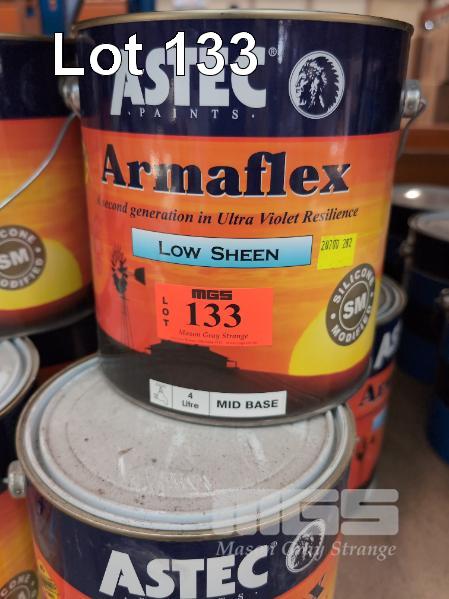 Lot 133
ASTEC
· PAINTS ·
Armaflex
A second generation in Ultra Violet Resilience
LOW SHEEN
SILICONE
SM
MODIFIED
LOT
MGS
133
Mason Gray Strange
4
Litre
MID BASE
MGS
Mason Gray Strange
ASTEC